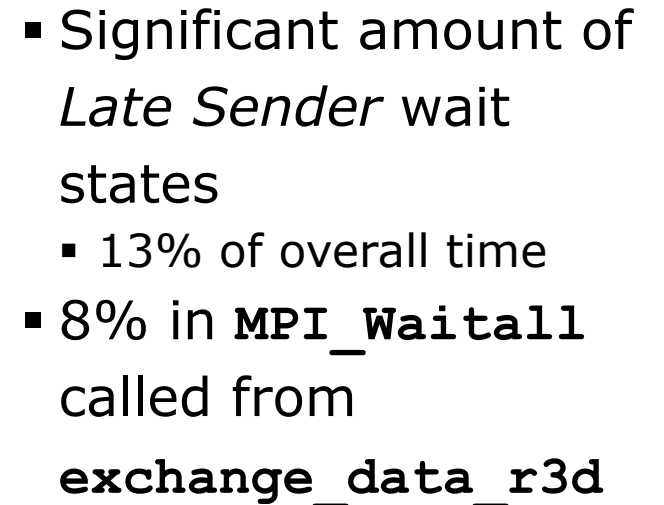 ▪ Significant amount of
Late Sender wait
states
▪ 13% of overall time
▪ 8% in MPI_Waitall
called from
exchange_data_r3d